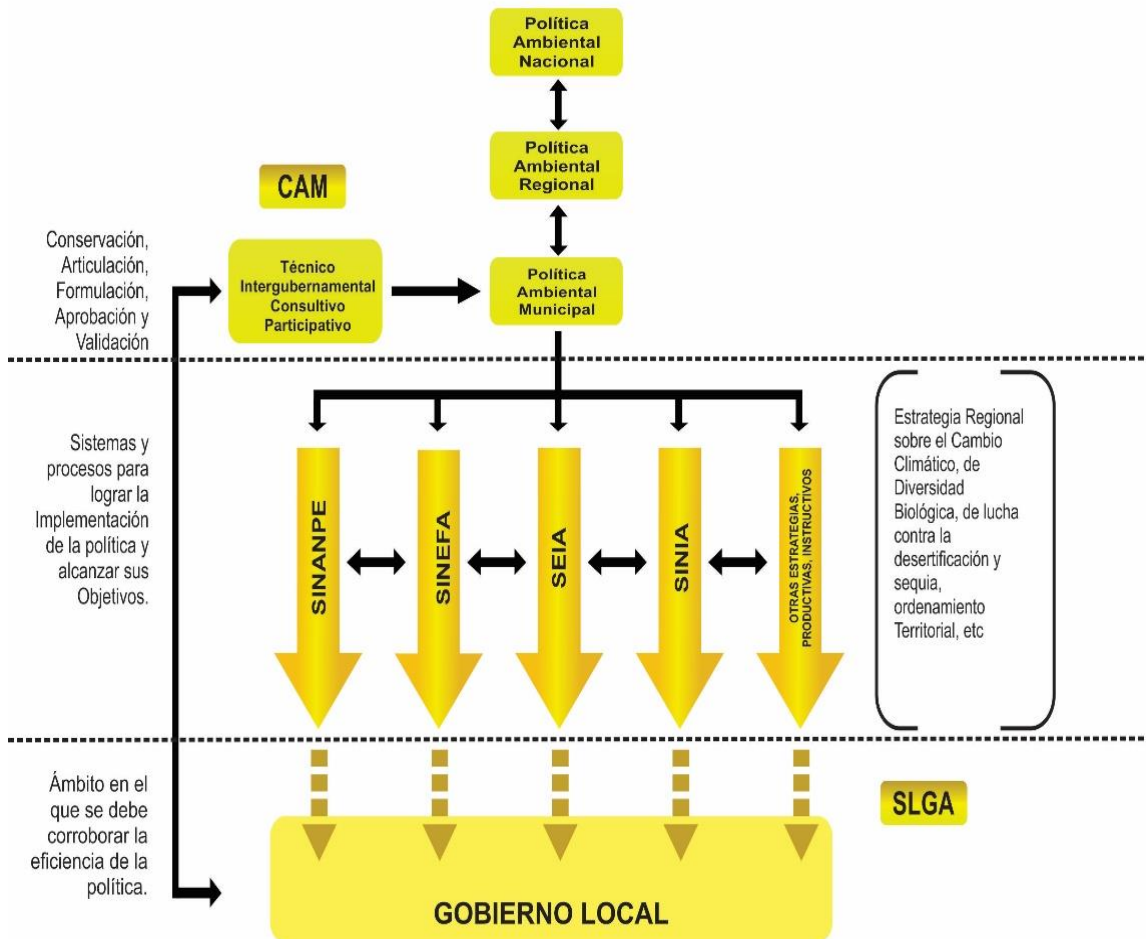 Política
Ambiental
Nacional
Política
Ambiental
Regional
CAM
Conservación,
Articulación,
Formulación,
Aprobación y
Validación
Técnico
Intergubernamental
Consultivo
Participativo
Política
Ambiental
Municipal
Sistemas y
procesos para
lograr la
Implementación
de la política y
alcanzar sus
Objetivos.
SINANPE
SINEFA
SEIA
SINIA
OTRAS ESTRATEGIAS,
PRODUCTIVAS, INSTRUCTIVOS
Estrategia Regional
sobre el Cambio
Climático, de
Diversidad
Biológica, de lucha
contra la
desertificación y
sequia,
ordenamiento
Territorial, etc
Ámbito en el
que se debe
corroborar la
eficiencia de la
política.
SLGA
GOBIERNO LOCAL